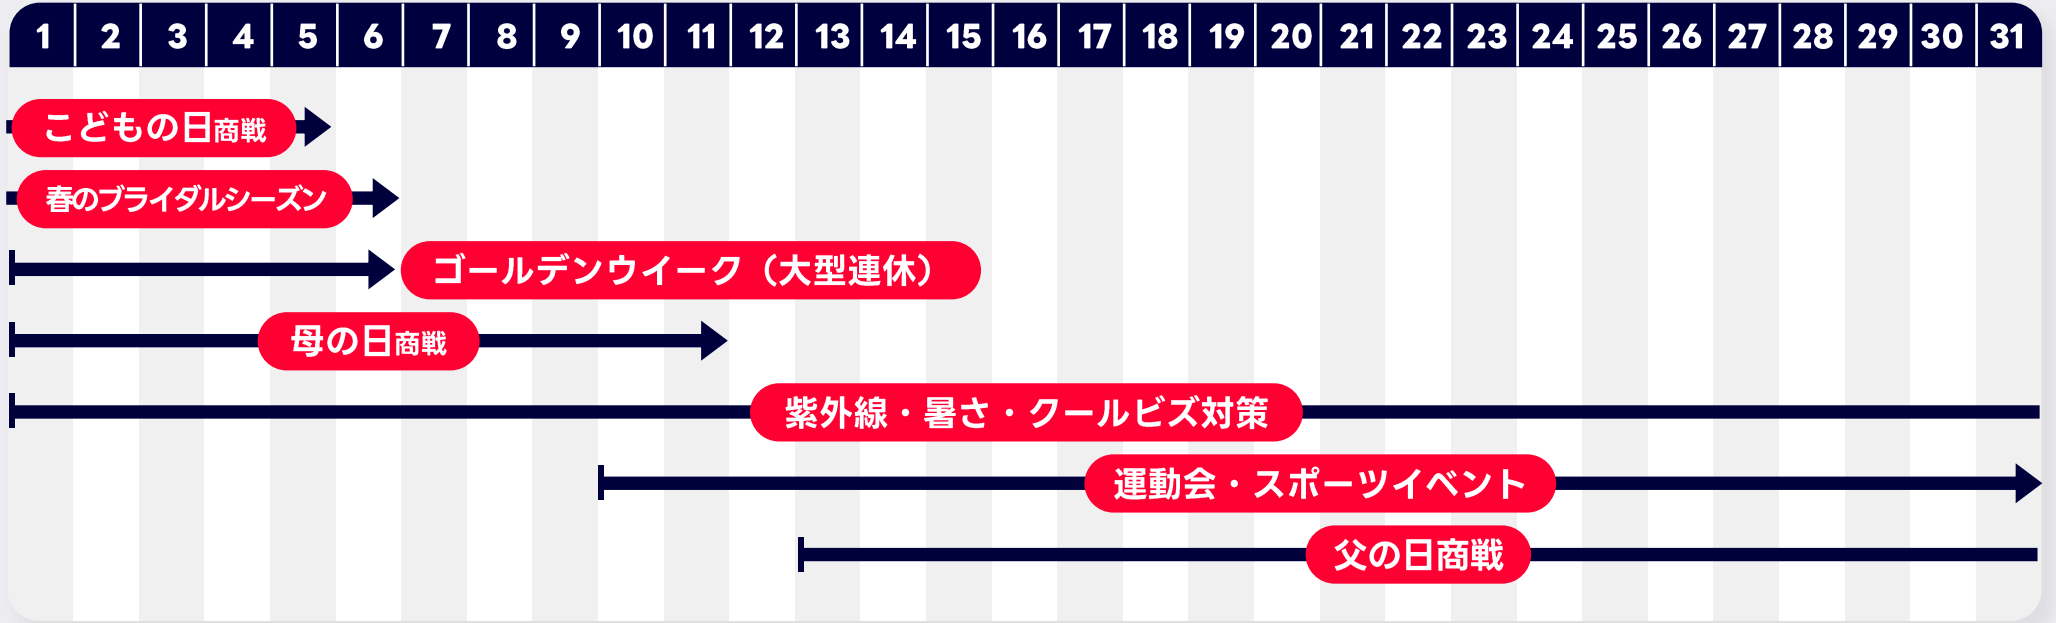 1 2 3 4 5 6 7 8 9 10 11 12 13 14 15 16 17 18 19 20 21 22 23 24 25 26 27 28 29 30 31
こどもの日商戦
春のブライダルシーズン
ゴールデンウイーク（大型連休）
母の日商戦
紫外線・暑さ・クールビズ対策
運動会・スポーツイベント
父の日商戦